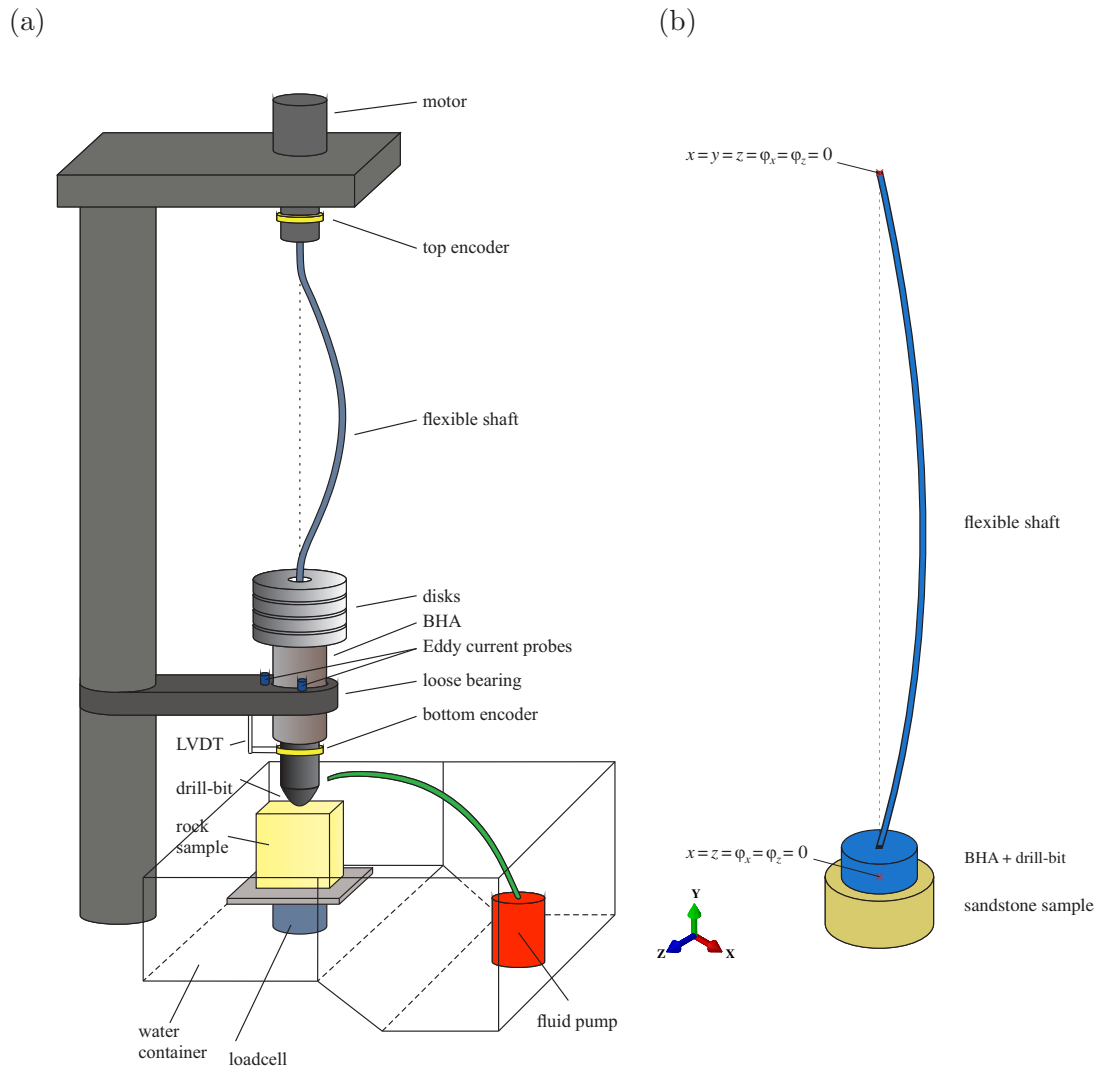 (a)
motor
top encoder
flexible shaft
disks
BHA
Eddy current probes
loose bearing
bottom encoder
LVDT
drill-bit
rock
sample
water
container
loadcell
fluid pump
(b)
x = y = z = φx = φz = 0
flexible shaft
x = z = φx = φz = 0
BHA + drill-bit
sandstone sample
Y
Z
X